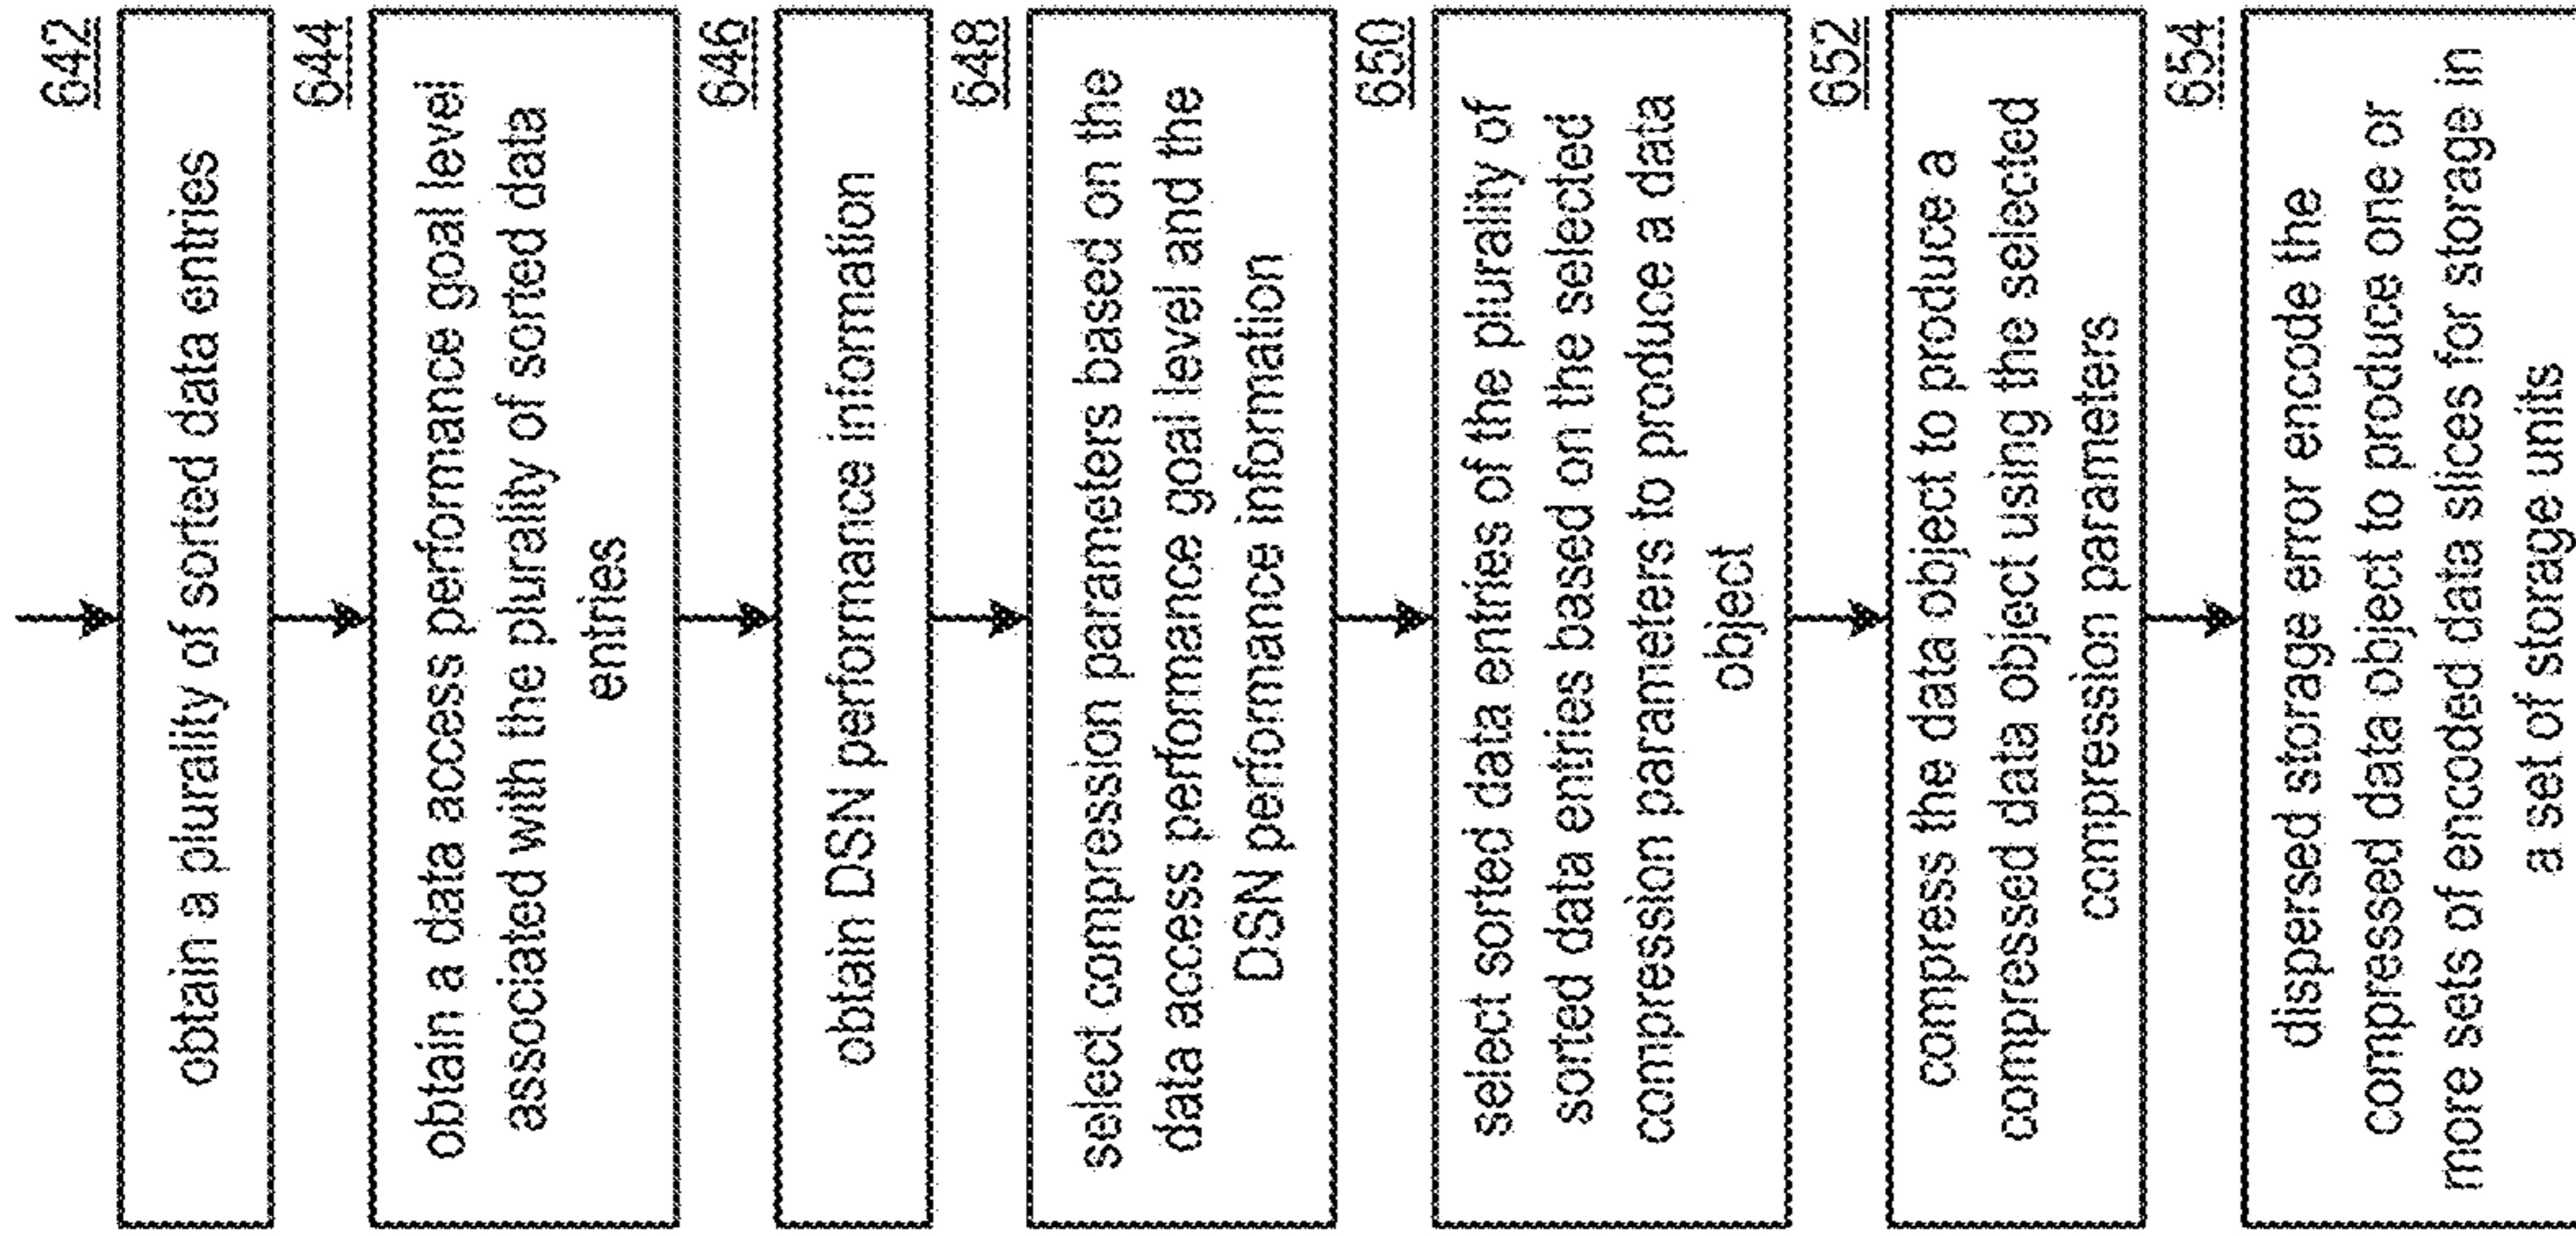 642
obtain a plurality of sorted data entries
644
obtain a data access performance goal level
associated with the plurality of sorted data
entries
646
obtain DSN performance information
648
select compression parameters based on the
data access performance goal level and the
DSN performance information
650
select sorted data entries of the plurality of
sorted data entries based on the selected
compression parameters to produce a data
object
652
compress the data object to produce a
compressed data object using the selected
compression parameters
654
dispersed storage error encode the
compressed data object to produce one or
more sets of encoded data slices for storage in
a set of storage units